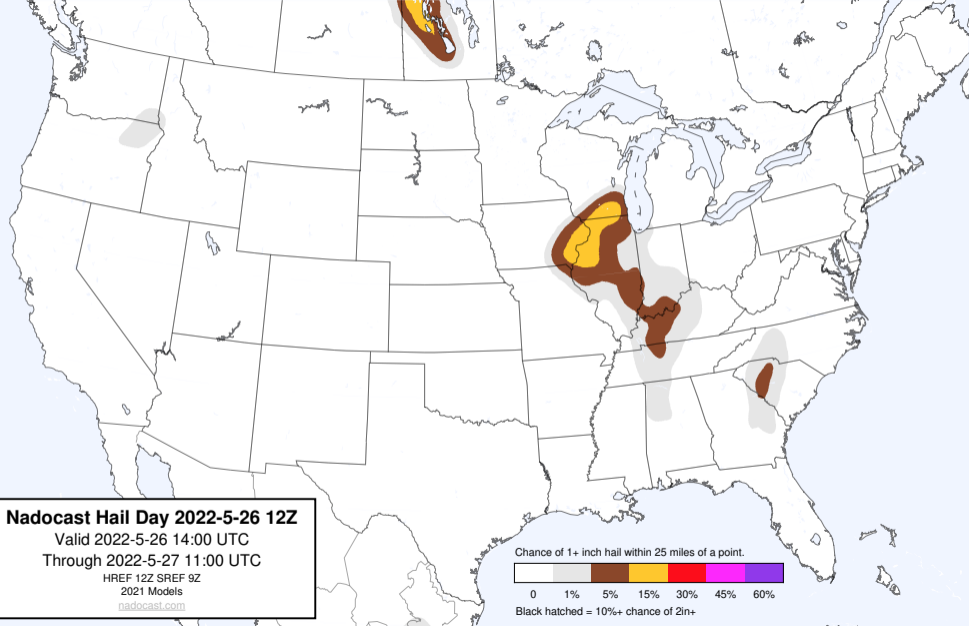 Nadocast Hail Day 2022-5-26 12Z
Valid 2022-5-26 14:00 UTC
Through 2022-5-27 11:00 UTC
HREF 12Z SREF 9Z
2021 Models
nadocast.com
Chance of 1+ inch hail within 25 miles of a point.
0 1% 5% 15% 30% 45% 60%
Black hatched = 10%+ chance of 2in+